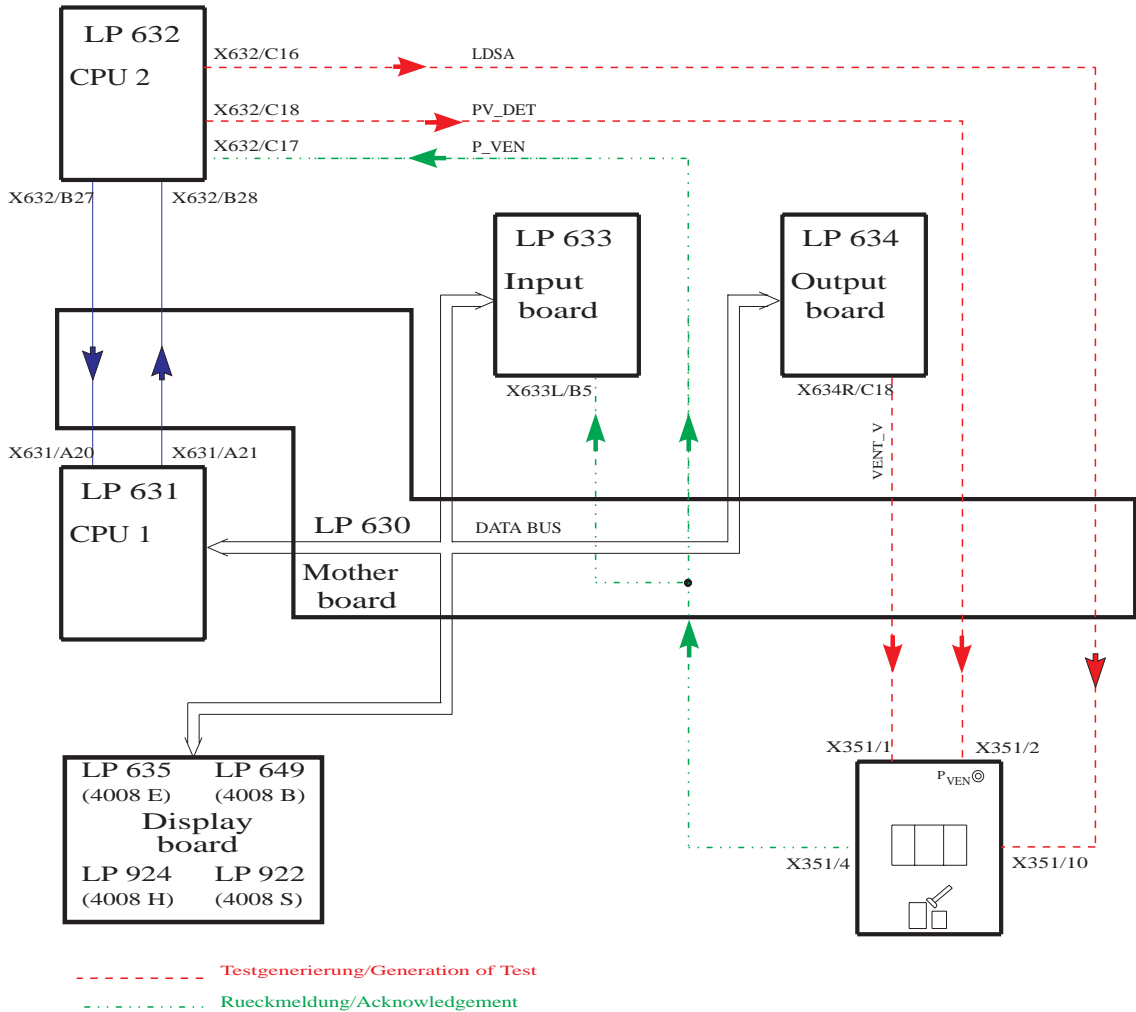 LP 632
CPU 2
X632/C16
LDSA
X632/C18
PV_DET
X632/C17
P_VEN
X632/B27
X632/B28
LP 633
Input
board
LP 634
Output
board
X633L/B5
X634R/C18
VENT_V
X631/A20
X631/A21
LP 631
CPU 1
LP 630
DATA BUS
Mother
board
X351/1
X351/2
PVEN
X351/4
X351/10
LP 635
LP 649
(4008 E)
(4008 B)
Display
board
LP 924
LP 922
(4008 H)
(4008 S)
Testgenerierung/Generation of Test
Rueckmeldung/Acknowledgement